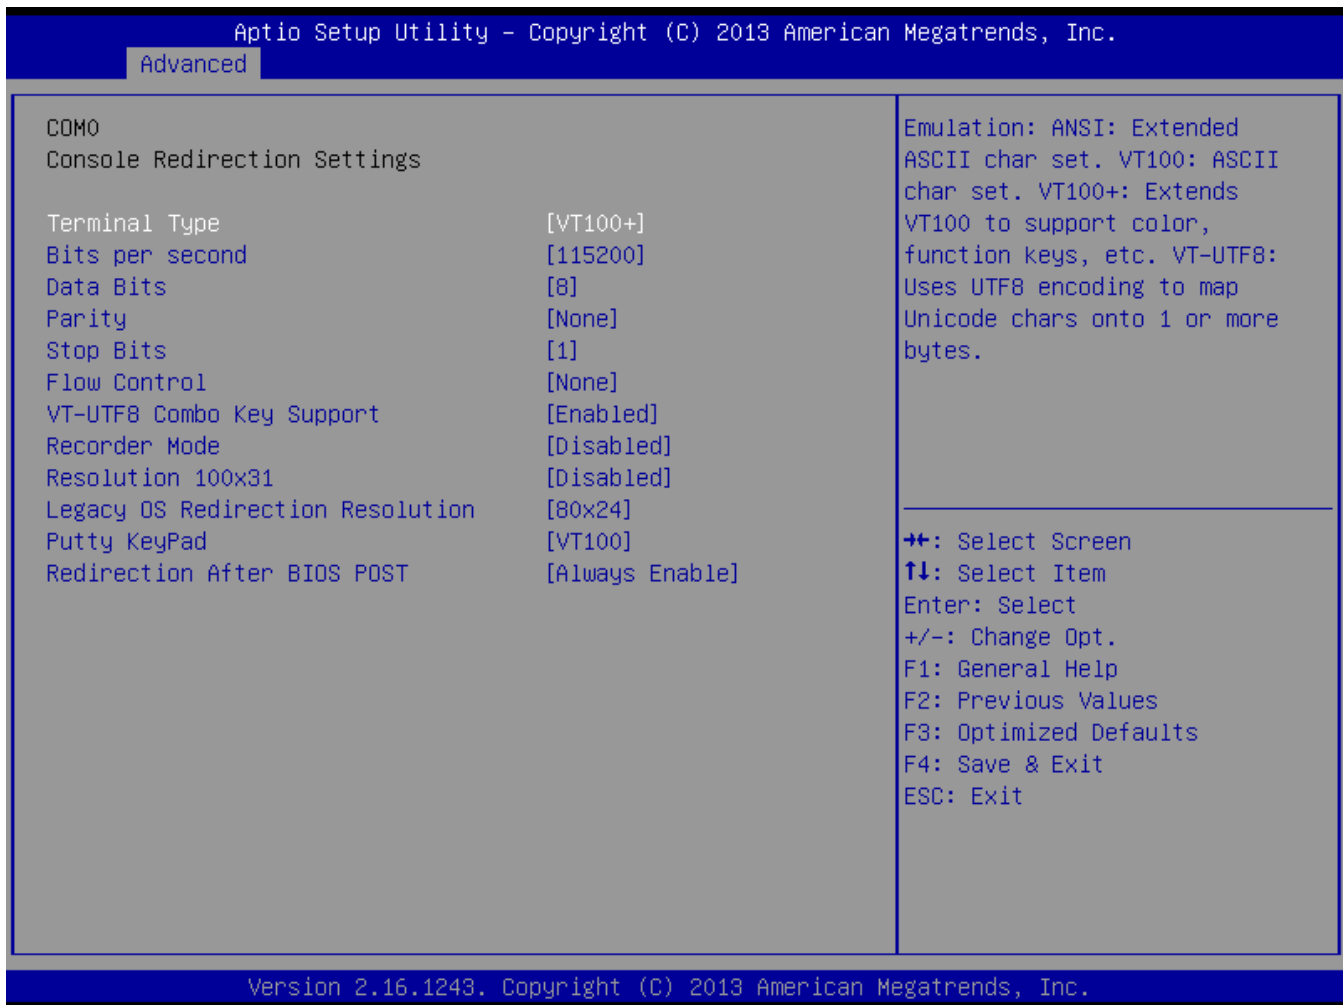 Aptio Setup Utility – Copyright (C) 2013 American Megatrends, Inc.
Advanced
COM0
Console Redirection Settings
Terminal Type [VT100+]
Bits per second [115200]
Data Bits [8]
Parity [None]
Stop Bits [1]
Flow Control [None]
VT-UTF8 Combo Key Support [Enabled]
Recorder Mode [Disabled]
Resolution 100x31 [Disabled]
Legacy OS Redirection Resolution [80x24]
Putty KeyPad [VT100]
Redirection After BIOS POST [Always Enable]
Emulation: ANSI: Extended
ASCII char set. VT100: ASCII
char set. VT100+: Extends
VT100 to support color,
function keys, etc. VT-UTF8:
Uses UTF8 encoding to map
Unicode chars onto 1 or more
bytes.
→←: Select Screen
↑↓: Select Item
Enter: Select
+/-: Change Opt.
F1: General Help
F2: Previous Values
F3: Optimized Defaults
F4: Save & Exit
ESC: Exit
Version 2.16.1243. Copyright (C) 2013 American Megatrends, Inc.